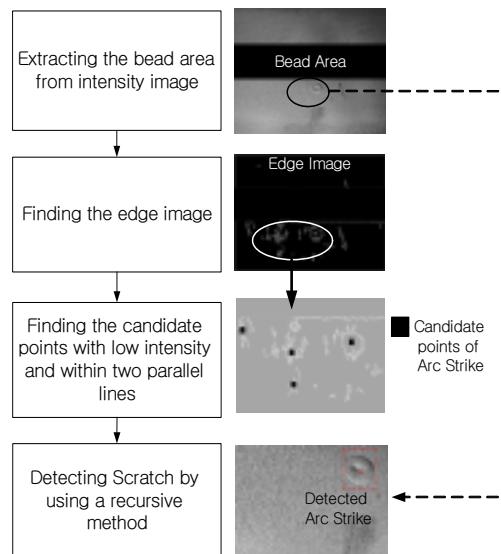 Extracting the bead area
from intensity image
Bead Area
Finding the edge image
Edge Image
Finding the candidate
points with low intensity
and within two parallel
lines
Candidate
points of
Arc Strike
Detecting Scratch by
using a recursive
method
Detected
Arc Strike